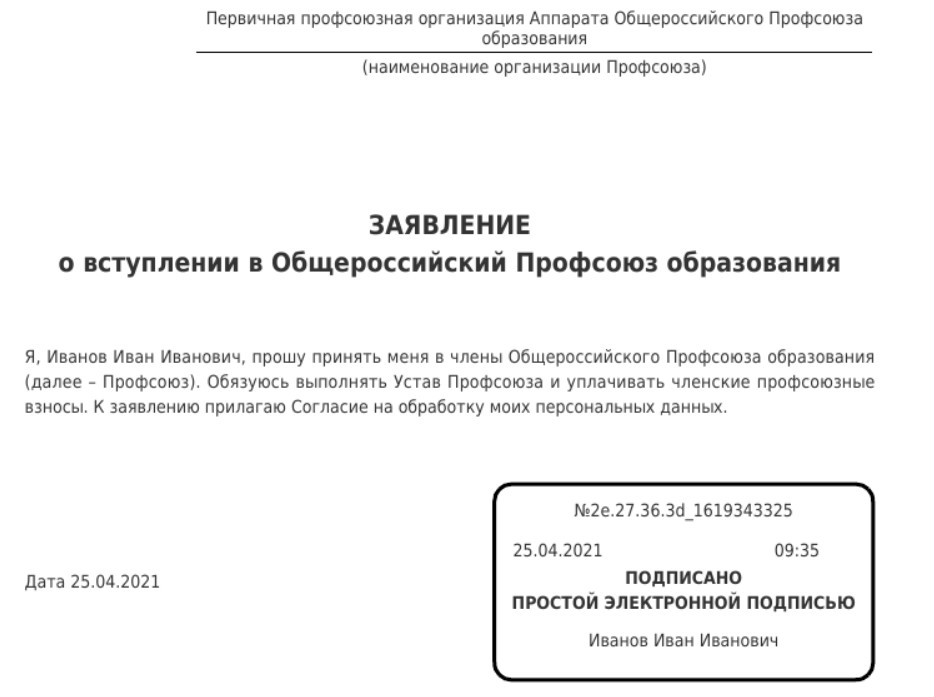 Первичная профсоюзная организация Аппарата Общероссийского Профсоюза
образования
(наименование организации Профсоюза)
ЗАЯВЛЕНИЕ
о вступлении в Общероссийский Профсоюз образования
Я, Иванов Иван Иванович, прошу принять меня в члены Общероссийского Профсоюза образования
(далее – Профсоюз). Обязуюсь выполнять Устав Профсоюза и уплачивать членские профсоюзные
взносы. К заявлению прилагаю Согласие на обработку моих персональных данных.
№2e.27.36.3d_1619343325
25.04.2021 09:35
Дата 25.04.2021
ПОДПИСАНО
ПРОСТОЙ ЭЛЕКТРОННОЙ ПОДПИСЬЮ
Иванов Иван Иванович